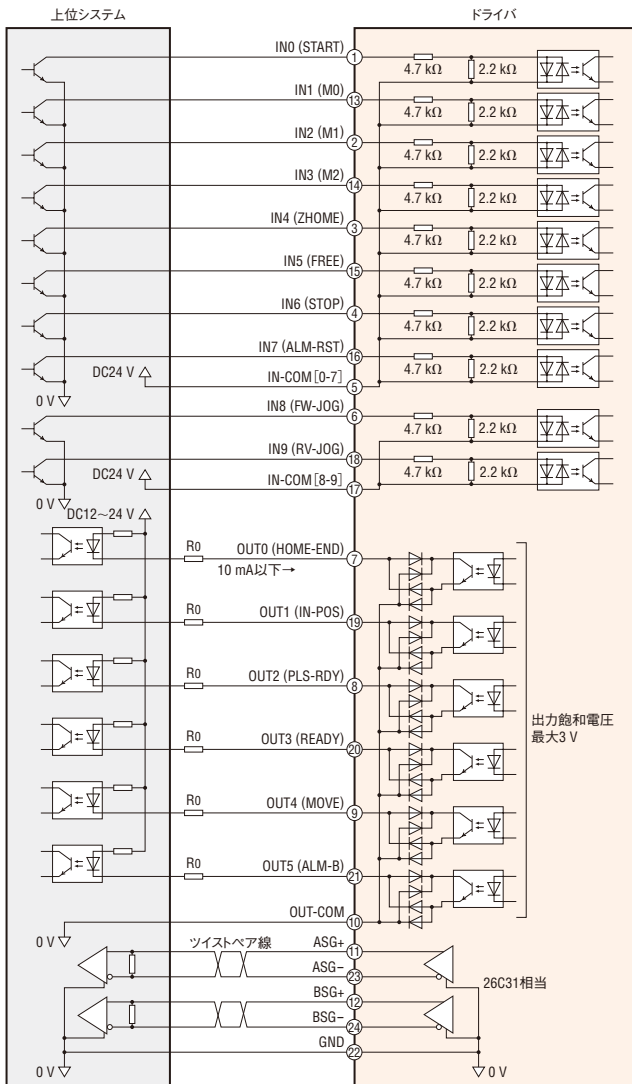 上位システム
ドライバ
IN0 (START)
1
4.7 kΩ
2.2 kΩ
IN1 (M0)
13
4.7 kΩ
2.2 kΩ
IN2 (M1)
2
4.7 kΩ
2.2 kΩ
IN3 (M2)
14
4.7 kΩ
2.2 kΩ
IN4 (ZHOME)
3
4.7 kΩ
2.2 kΩ
IN5 (FREE)
15
4.7 kΩ
2.2 kΩ
IN6 (STOP)
4
4.7 kΩ
2.2 kΩ
IN7 (ALM-RST)
16
4.7 kΩ
2.2 kΩ
DC24 V
IN-COM [0-7]
5
0 V
IN8 (FW-JOG)
6
4.7 kΩ
2.2 kΩ
IN9 (RV-JOG)
18
4.7 kΩ
2.2 kΩ
DC24 V
IN-COM [8-9]
17
0 V
DC12～24 V
R0
OUT0 (HOME-END)
7
10 mA以下→
R0
OUT1 (IN-POS)
19
R0
OUT2 (PLS-RDY)
8
出力飽和電圧
最大3 V
R0
OUT3 (READY)
20
R0
OUT4 (MOVE)
9
R0
OUT5 (ALM-B)
21
OUT-COM
10
0 V
ツイストペア線
ASG+
11
ASG−
23
26C31相当
BSG+
12
BSG−
24
GND
22
0 V
0 V